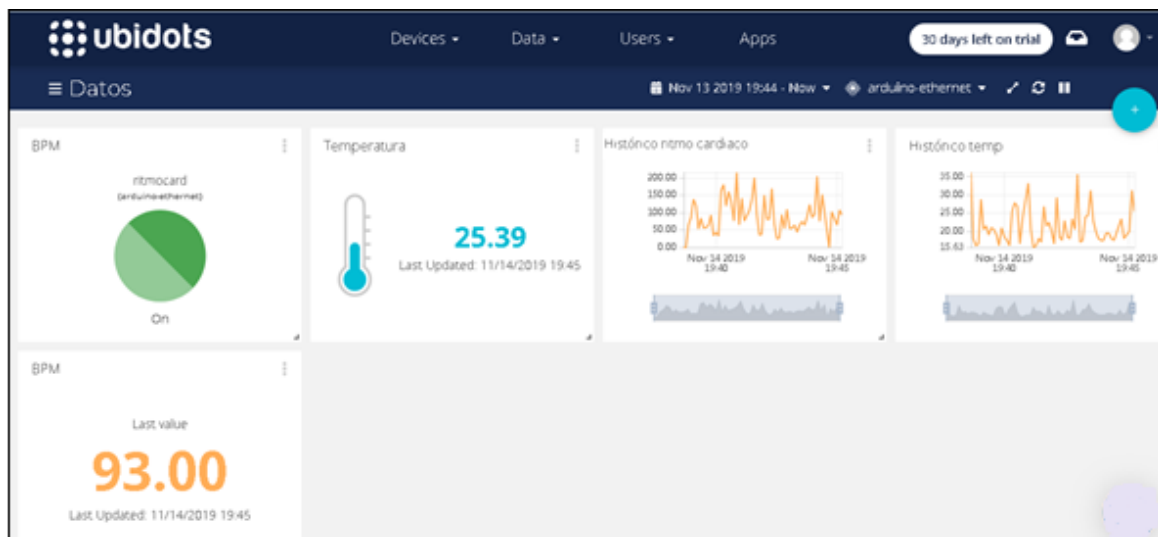 ubidots
Devices
Data
Users
Apps
30 days left on trial
Datos
Nov 13 2019 19:44 - Now
arduino-ethernet
+
BPM
ritmocard
(arduino-ethernet)
On
Temperatura
25.39
Last Updated: 11/14/2019 19:45
Histórico ritmo cardiaco
200.00
150.00
100.00
50.00
0.00
Nov 14 2019
19:40
Nov 14 2019
19:45
Histórico temp
35.00
30.00
25.00
20.00
15.63
Nov 14 2019
19:40
Nov 14 2019
19:45
BPM
Last value
93.00
Last Updated: 11/14/2019 19:45